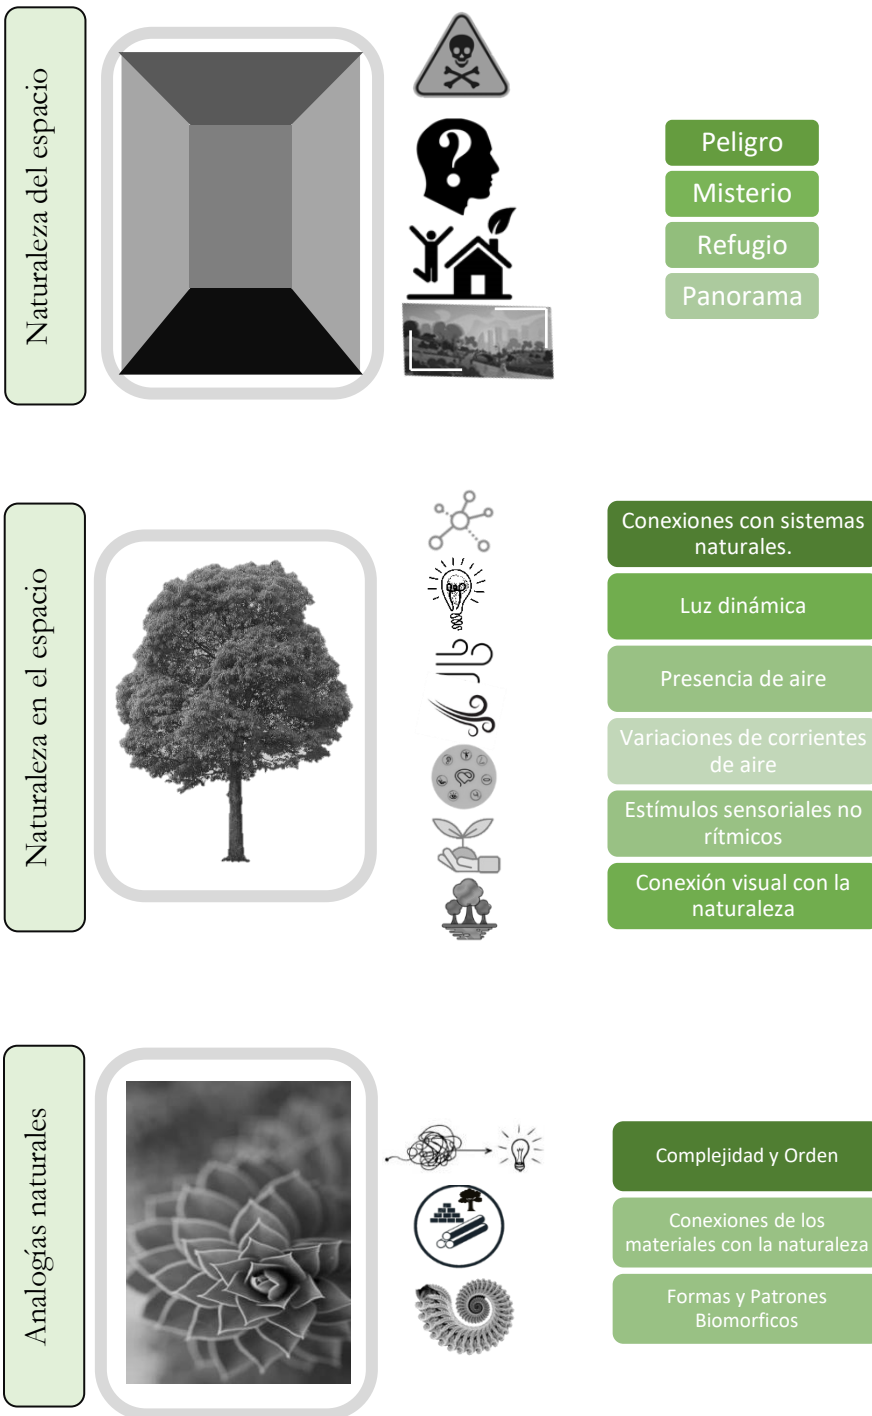 Naturaleza del espacio
Peligro
Misterio
Refugio
Panorama
Naturaleza en el espacio
Conexiones con sistemas
naturales.
Luz dinámica
Presencia de aire
Variaciones de corrientes
de aire
Estímulos sensoriales no
rítmicos
Conexión visual con la
naturaleza
Analogías naturales
Complejidad y Orden
Conexiones de los
materiales con la naturaleza
Formas y Patrones
Biomorficos